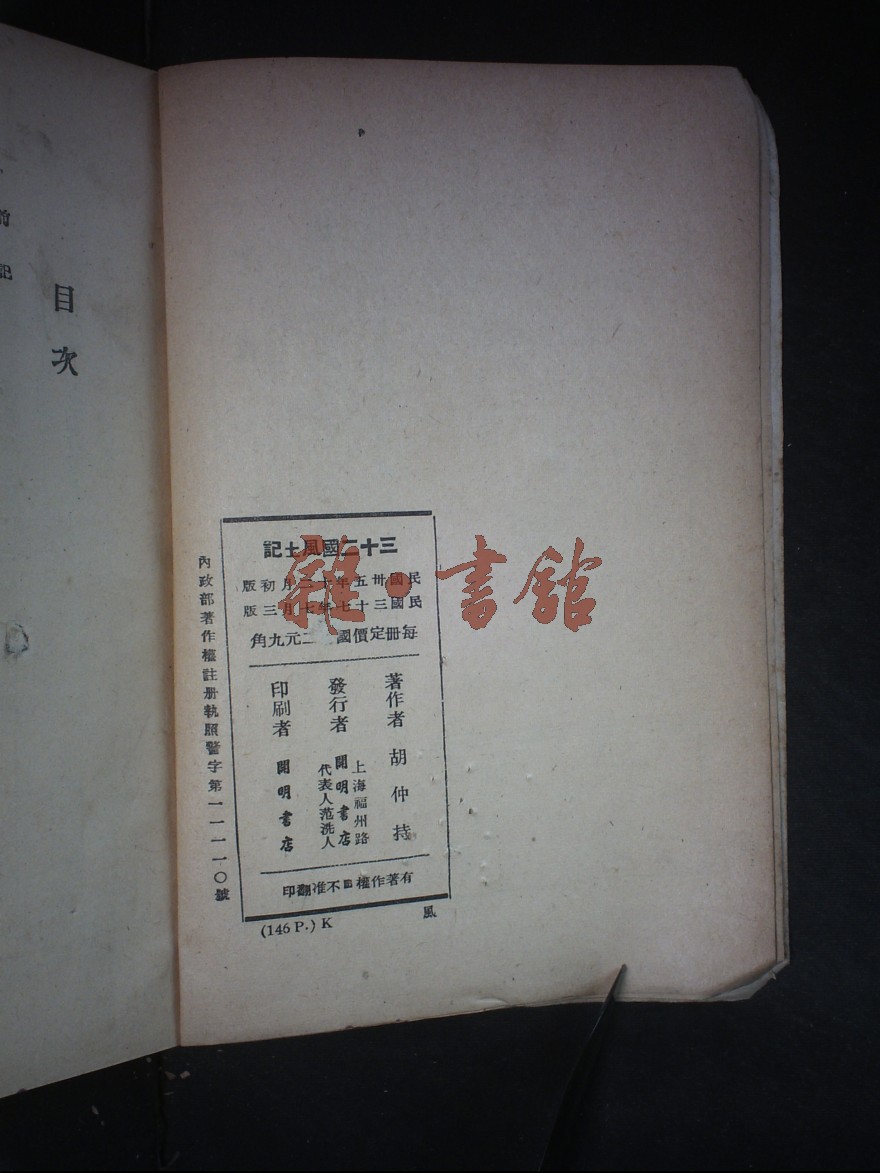 前記
目次
三十二國風土記
民國卅五年十二月初版
民國三十七年七月三版
每冊定價國 二元九角
著作者 胡仲持
發行者 上海福州路
開明書店
代表人范洗人
印刷者 開明書店
有著作權不准翻印
內政部著作權註册執照警字第一一一一〇號
(146 P.) K
風
雜·書館